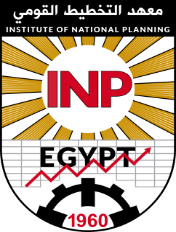 معهد التخطيط القومي
INSTITUTE OF NATIONAL PLANNING
INP
EGYPT
1960